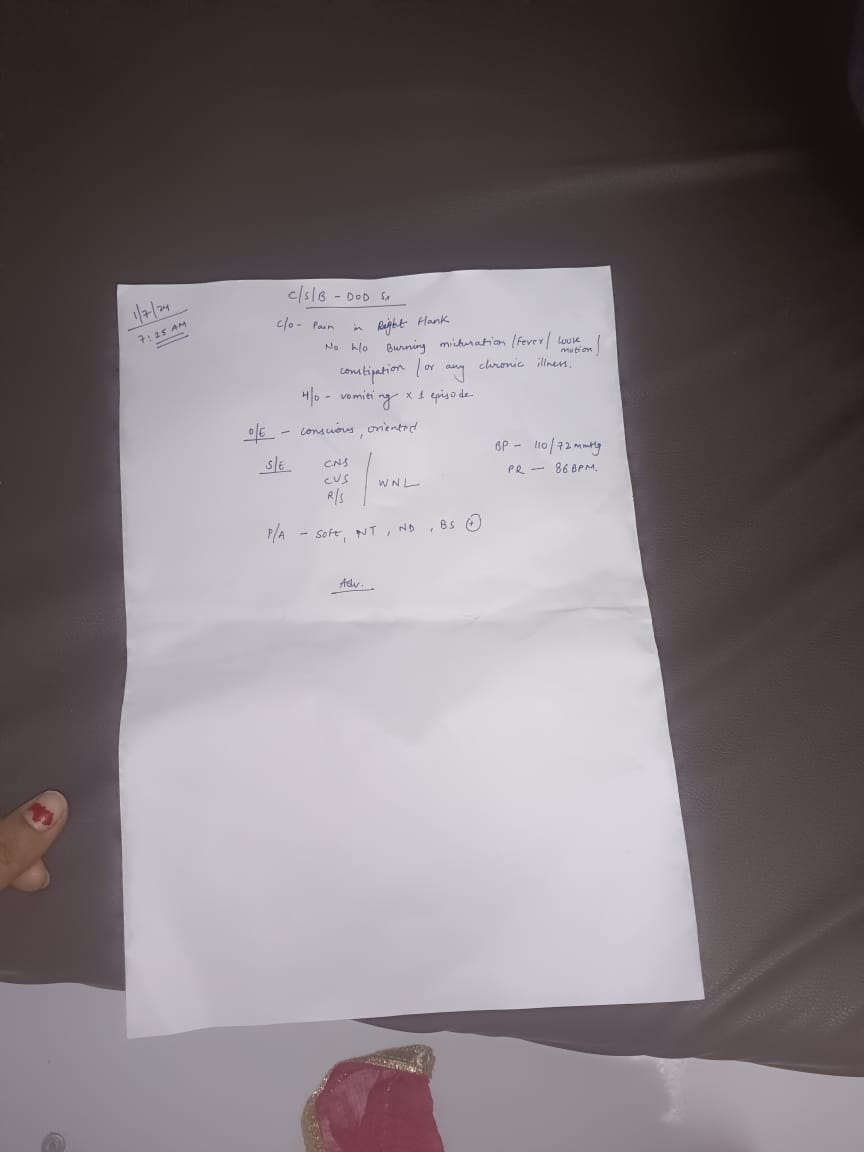 1/7/24
7:25 AM
C/S/B - DOD Sr
C/O - Pain in Right Flank
No H/o Burning micturation / Fever / loose motion /
constipation / or any chronic illness.
H/O - vomiting x 1 episode.
O/E - conscious, oriented
BP - 110/72 mmHg
PR - 86 BPM.
S/E CNS
CVS
R/S
WNL
P/A - Soft, NT, ND, BS +
Adv.